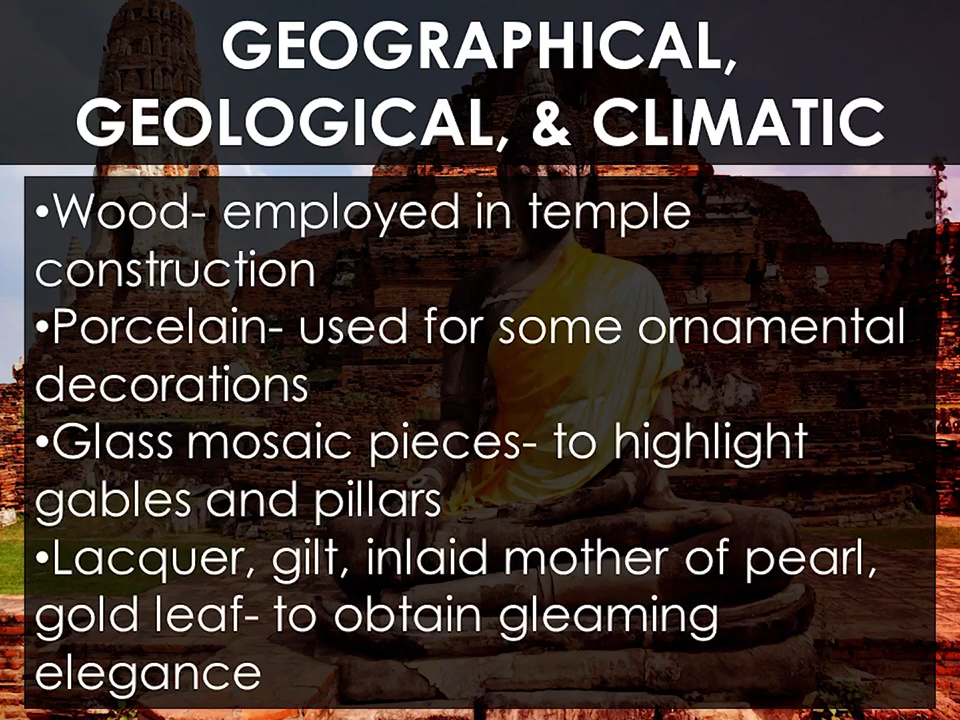 GEOGRAPHICAL,
GEOLOGICAL, & CLIMATIC
•Wood- employed in temple
construction
•Porcelain- used for some ornamental
decorations
•Glass mosaic pieces- to highlight
gables and pillars
•Lacquer, gilt, inlaid mother of pearl,
gold leaf- to obtain gleaming
elegance